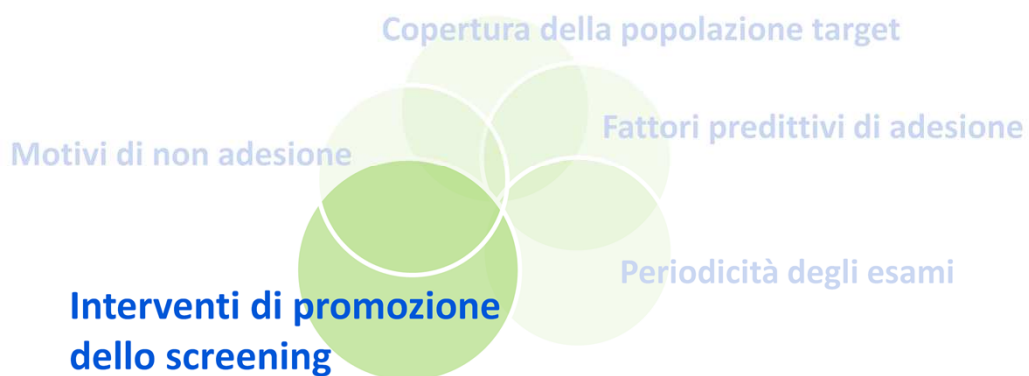 Copertura della popolazione target
Fattori predittivi di adesione
Motivi di non adesione
Periodicità degli esami
Interventi di promozione
dello screening